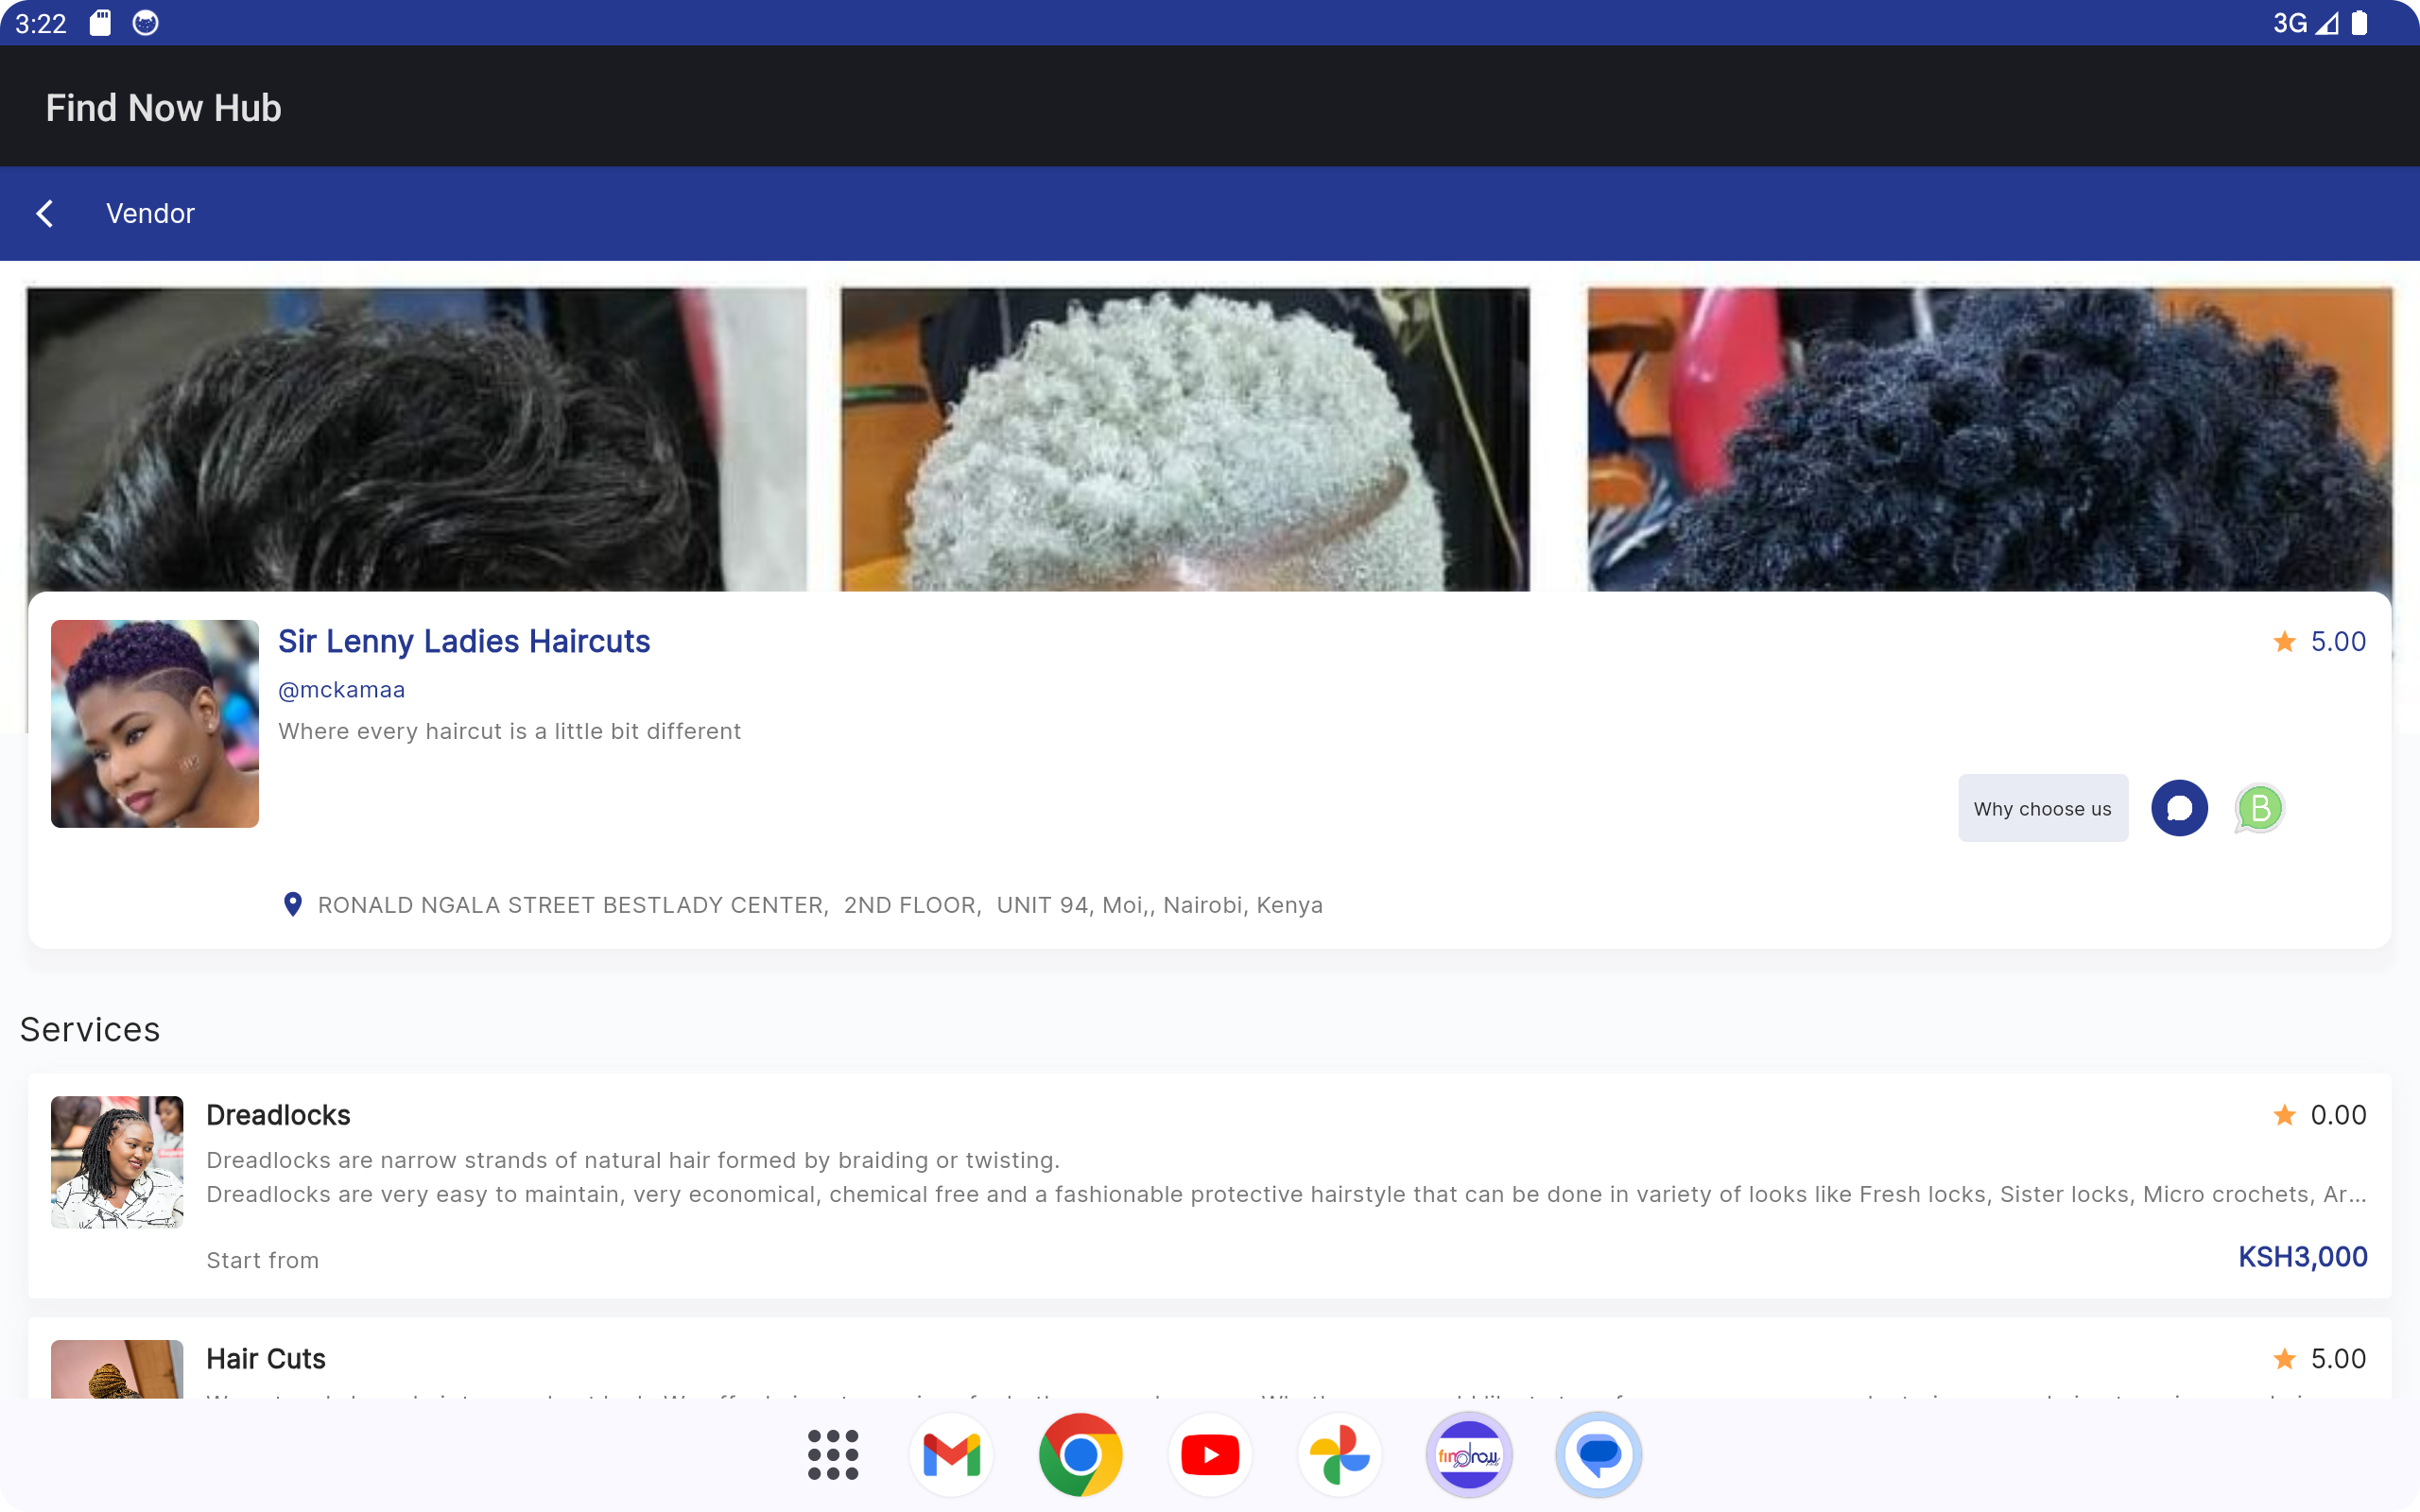 3:22
3G
Find Now Hub
Vendor
Sir Lenny Ladies Haircuts
5.00
@mckamaa
Where every haircut is a little bit different
Why choose us
B
RONALD NGALA STREET BESTLADY CENTER, 2ND FLOOR, UNIT 94, Moi,, Nairobi, Kenya
Services
Dreadlocks
0.00
Dreadlocks are narrow strands of natural hair formed by braiding or twisting.
Dreadlocks are very easy to maintain, very economical, chemical free and a fashionable protective hairstyle that can be done in variety of looks like Fresh locks, Sister locks, Micro crochets, Ar...
Start from
KSH3,000
Hair Cuts
5.00